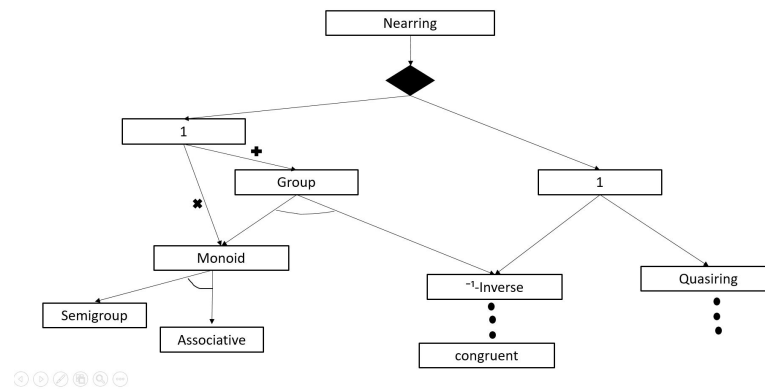 Nearring
1
Group
1
Monoid
⁻¹-Inverse
Quasiring
Semigroup
Associative
congruent